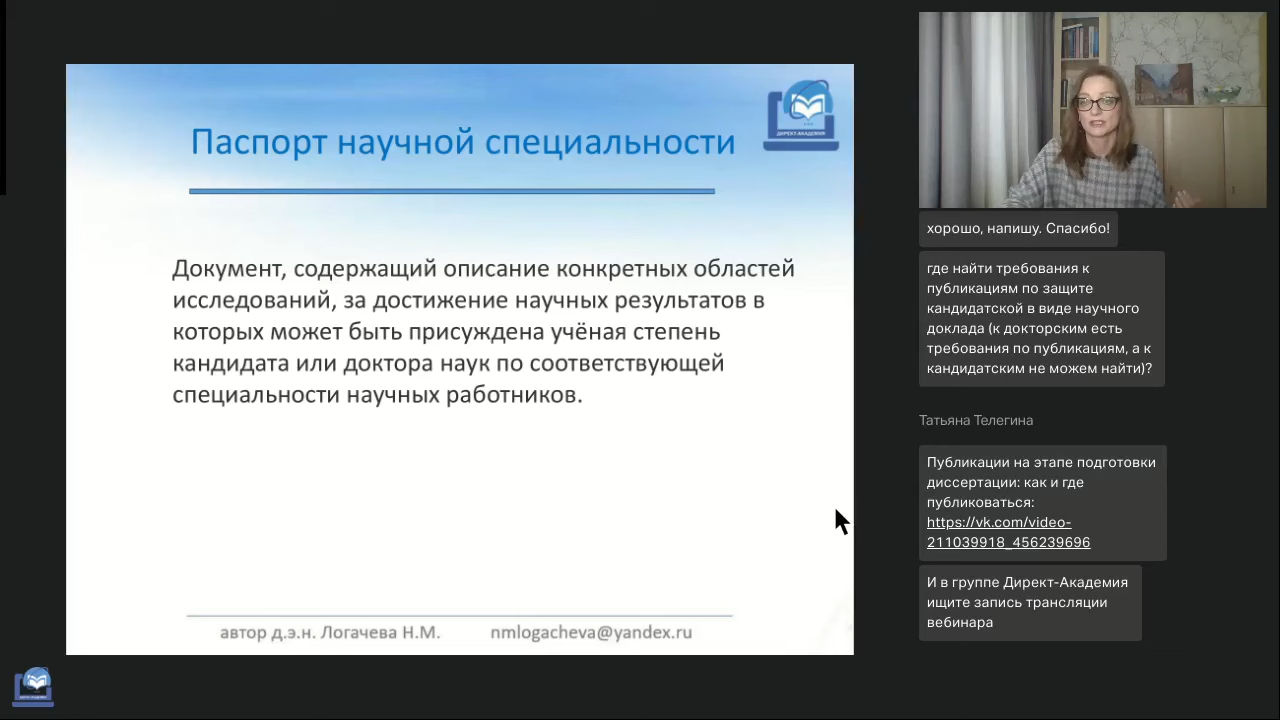 Паспорт научной специальности
ДИРЕКТ-АКАДЕМИЯ
Документ, содержащий описание конкретных областей
исследований, за достижение научных результатов в
которых может быть присуждена учёная степень
кандидата или доктора наук по соответствующей
специальности научных работников.
автор д.э.н. Логачева Н.М.
nmlogacheva@yandex.ru
хорошо, напишу. Спасибо!
где найти требования к
публикациям по защите
кандидатской в виде научного
доклада (к докторским есть
требования по публикациям, а к
кандидатским не можем найти)?
Татьяна Телегина
Публикации на этапе подготовки
диссертации: как и где
публиковаться:
https://vk.com/video-
211039918_456239696
И в группе Директ-Академия
ищите запись трансляции
вебинара